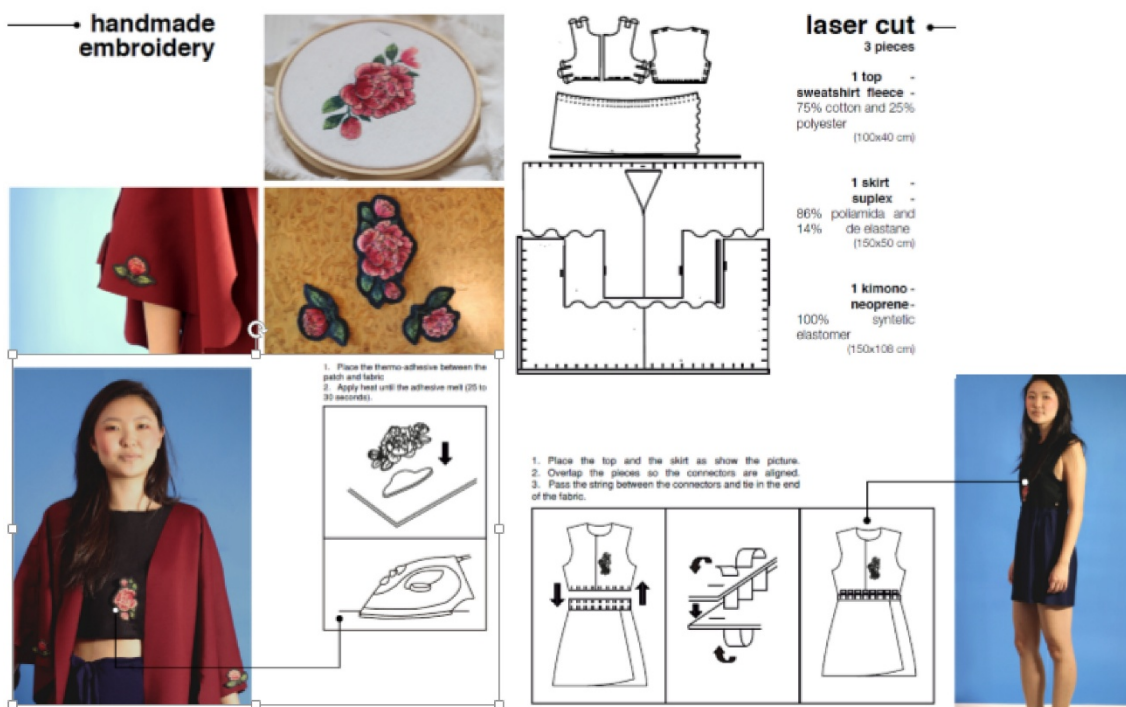 handmade
embroidery
laser cut
3 pieces
1 top -
sweatshirt fleece -
75% cotton and 25%
polyester
(100x40 cm)
1 skirt -
suplex -
86% poliamida and
14% de elastane
(150x50 cm)
1 kimono -
neoprene-
100% syntetic
elastomer
(150x108 cm)
1. Place the thermo-adhesive between the
patch and fabric
2. Apply heat until the adhesive melt (25 to
30 seconds).
1. Place the top and the skirt as show the picture.
2. Overlap the pieces so the connectors are aligned.
3. Pass the string between the connectors and tie in the end
of the fabric.